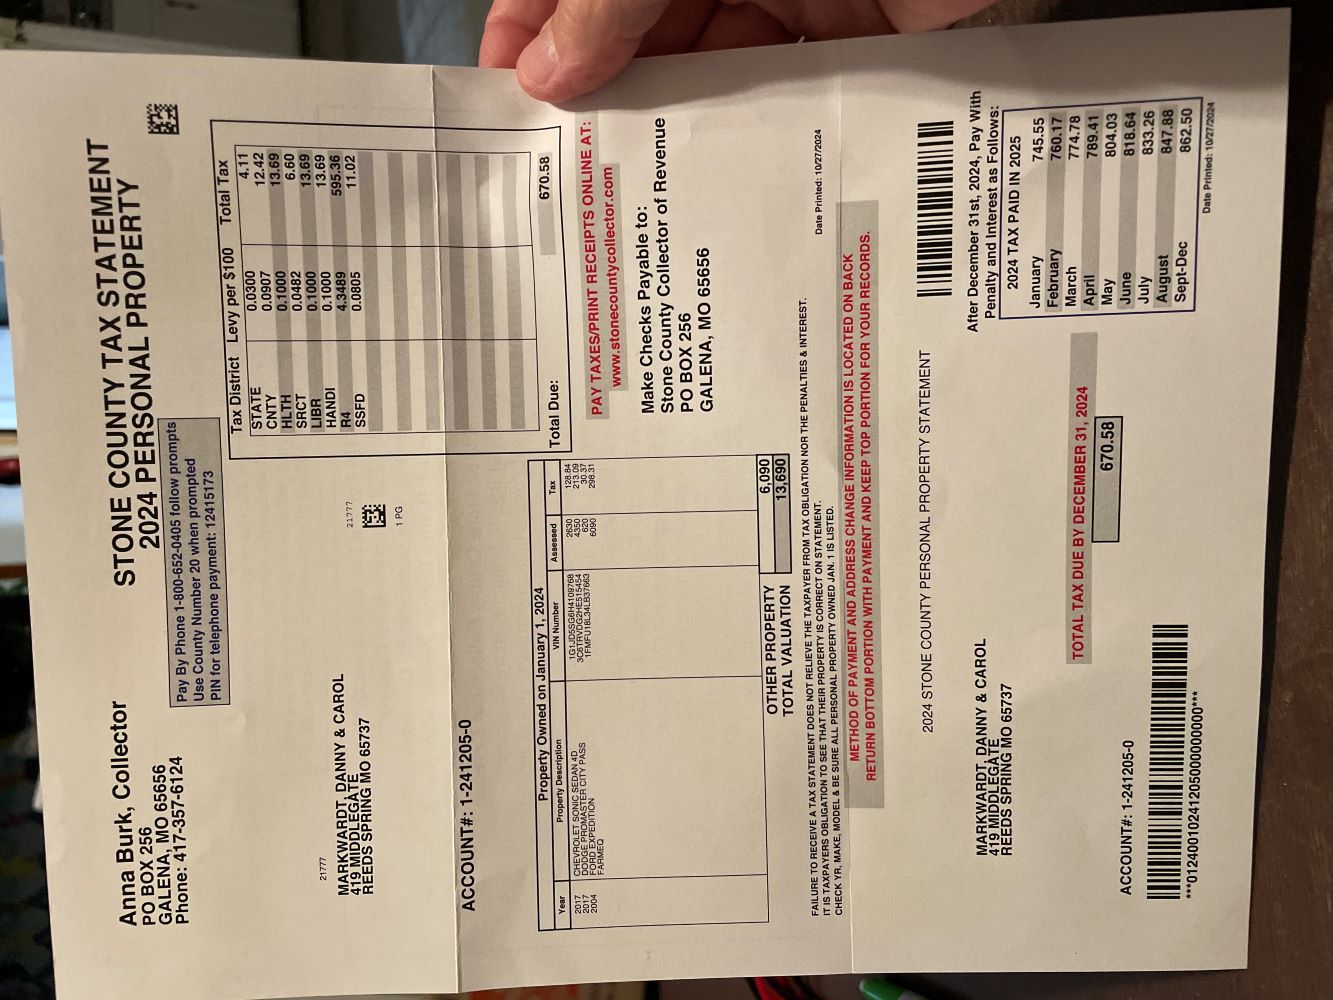 Anna Burk, Collector
PO BOX 256
GALENA, MO 65656
Phone: 417-357-6124
STONE COUNTY TAX STATEMENT
2024 PERSONAL PROPERTY
Pay By Phone 1-800-652-0405 follow prompts
Use County Number 20 when prompted
PIN for telephone payment: 12415173
Tax District Levy per $100 Total Tax
STATE 0.0300 4.11
CNTY 0.0907 12.42
HLTH 0.1000 13.69
SRCT 0.0482 6.60
LIBR 0.1000 13.69
HANDI 0.1000 13.69
R4 4.3489 595.36
SSFD 0.0805 11.02
Total Due: 670.58
21777
MARKWARDT, DANNY & CAROL
419 MIDDLEGATE
REEDS SPRING MO 65737
21777
1 PG
ACCOUNT#: 1-241205-0
Property Owned on January 1, 2024
Year Property Description VIN Number Assessed Tax
2017 CHEVROLET SONIC SEDAN 4D 1G1JD5SG6H4109768 2630 128.84
2017 DODGE PROMASTER CITY PASS 3C6TRVDG2HE515454 4350 213.09
2004 FORD EXPEDITION 1FMFU18L34LB37663 620 30.37
FARMEQ 6090 298.31
OTHER PROPERTY 6,090
TOTAL VALUATION 13,690
PAY TAXES/PRINT RECEIPTS ONLINE AT:
www.stonecountycollector.com
Make Checks Payable to:
Stone County Collector of Revenue
PO BOX 256
GALENA, MO 65656
FAILURE TO RECEIVE A TAX STATEMENT DOES NOT RELIEVE THE TAXPAYER FROM TAX OBLIGATION NOR THE PENALTIES & INTEREST.
IT IS TAXPAYERS OBLIGATION TO SEE THAT THEIR PROPERTY IS CORRECT ON STATEMENT.
CHECK YR, MAKE, MODEL & BE SURE ALL PERSONAL PROPERTY OWNED JAN. 1 IS LISTED.
Date Printed: 10/27/2024
METHOD OF PAYMENT AND ADDRESS CHANGE INFORMATION IS LOCATED ON BACK
RETURN BOTTOM PORTION WITH PAYMENT AND KEEP TOP PORTION FOR YOUR RECORDS.
2024 STONE COUNTY PERSONAL PROPERTY STATEMENT
MARKWARDT, DANNY & CAROL
419 MIDDLEGATE
REEDS SPRING MO 65737
After December 31st, 2024, Pay With
Penalty and Interest as Follows:
2024 TAX PAID IN 2025
January 745.55
February 760.17
March 774.78
April 789.41
May 804.03
June 818.64
July 833.26
August 847.88
Sept-Dec 862.50
TOTAL TAX DUE BY DECEMBER 31, 2024
670.58
ACCOUNT#: 1-241205-0
***01240010241205000000000***
Date Printed: 10/27/2024